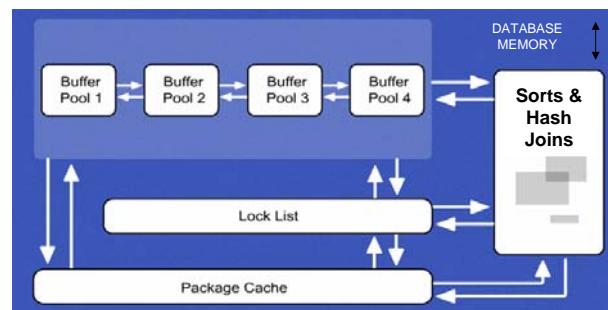 DATABASE
MEMORY
Buffer
Pool 1
Buffer
Pool 2
Buffer
Pool 3
Buffer
Pool 4
Sorts &
Hash
Joins
Lock List
Package Cache